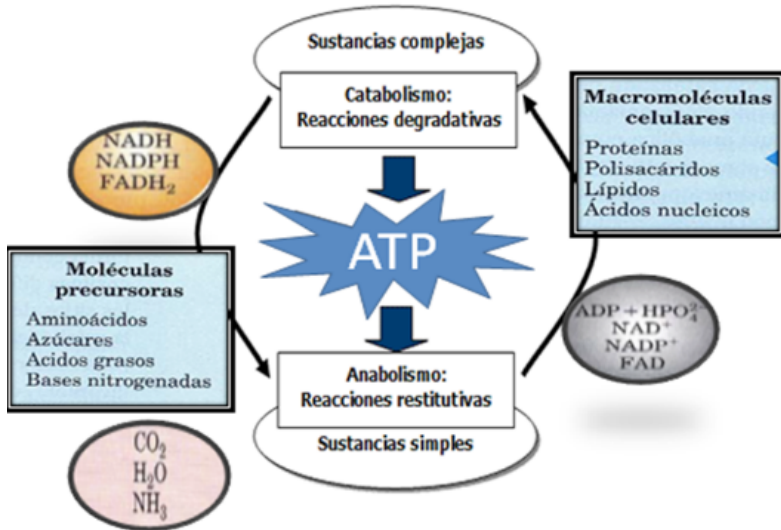 Sustancias complejas
Catabolismo:
Reacciones degradativas
Macromoléculas
celulares
Proteínas
Polisacáridos
Lípidos
Ácidos nucleicos
NADH
NADPH
FADH₂
ATP
Moléculas
precursoras
Aminoácidos
Azúcares
Acidos grasos
Bases nitrogenadas
ADP + HPO₄²⁻
NAD⁺
NADP⁺
FAD
Anabolismo:
Reacciones restitutivas
Sustancias simples
CO₂
H₂O
NH₃